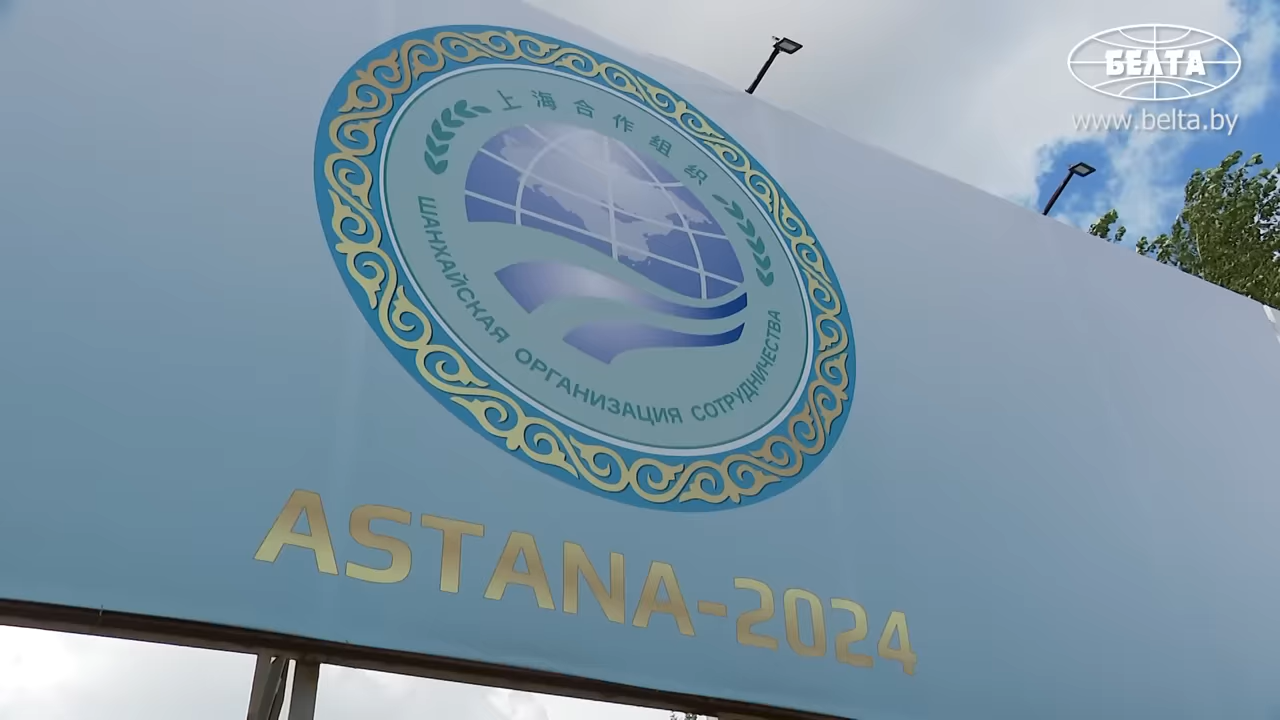 БЕЛТА
www.belta.by
上海合作组织
ШАНХАЙСКАЯ ОРГАНИЗАЦИЯ СОТРУДНИЧЕСТВА
ASTANA-2024